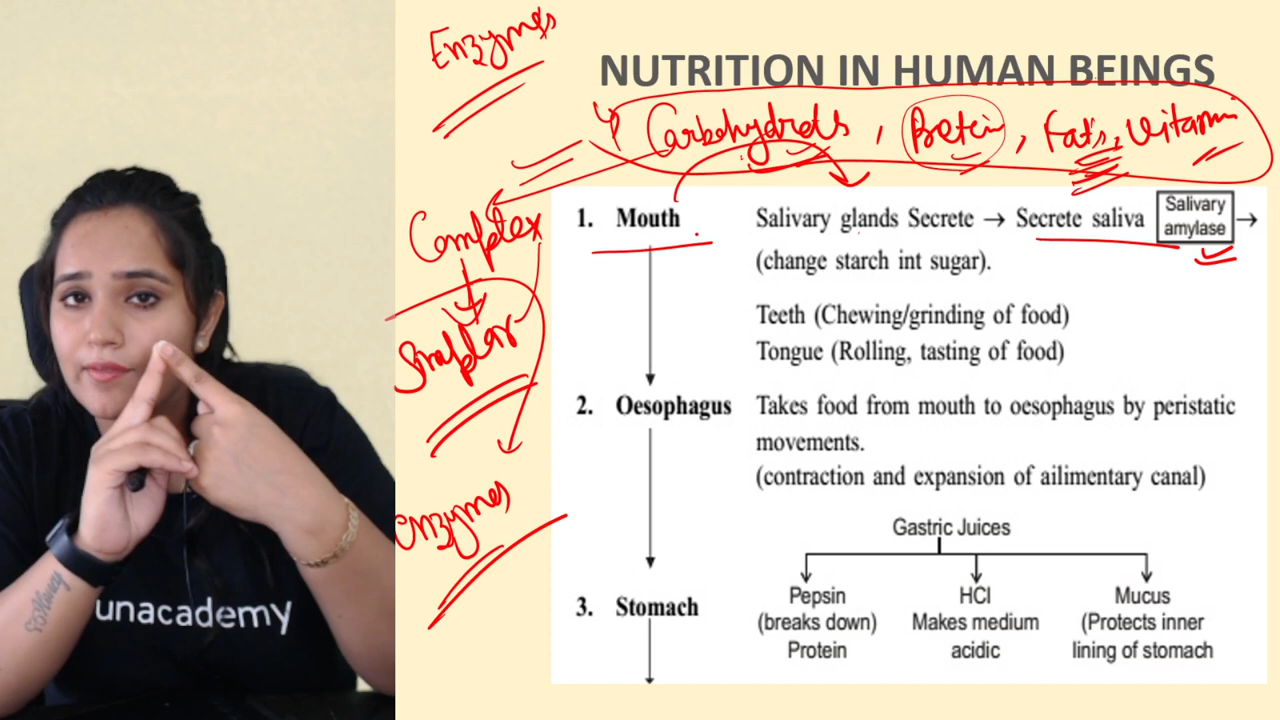 Enzymes
NUTRITION IN HUMAN BEINGS
Carbohydrates, Protein, Fats, Vitamin
Complex
Simpler
enzymes
1. Mouth
Salivary glands Secrete → Secrete saliva Salivary amylase →
(change starch int sugar).
Teeth (Chewing/grinding of food)
Tongue (Rolling, tasting of food)
2. Oesophagus Takes food from mouth to oesophagus by peristatic
movements.
(contraction and expansion of ailimentary canal)
Gastric Juices
3. Stomach
Pepsin
(breaks down)
Protein
HCl
Makes medium
acidic
Mucus
(Protects inner
lining of stomach
unacademy